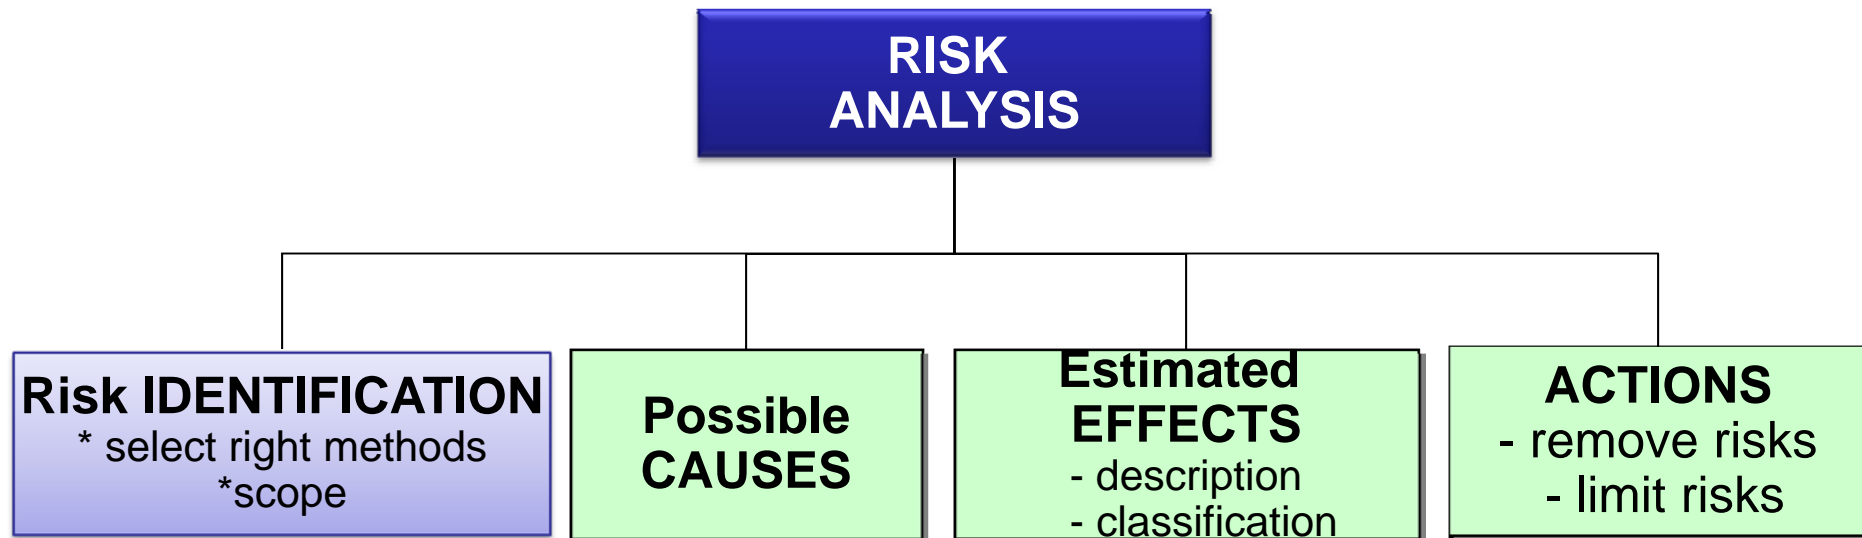 RISK
ANALYSIS
Risk IDENTIFICATION
* select right methods
*scope
Possible
CAUSES
Estimated
EFFECTS
- description
- classification
ACTIONS
- remove risks
- limit risks